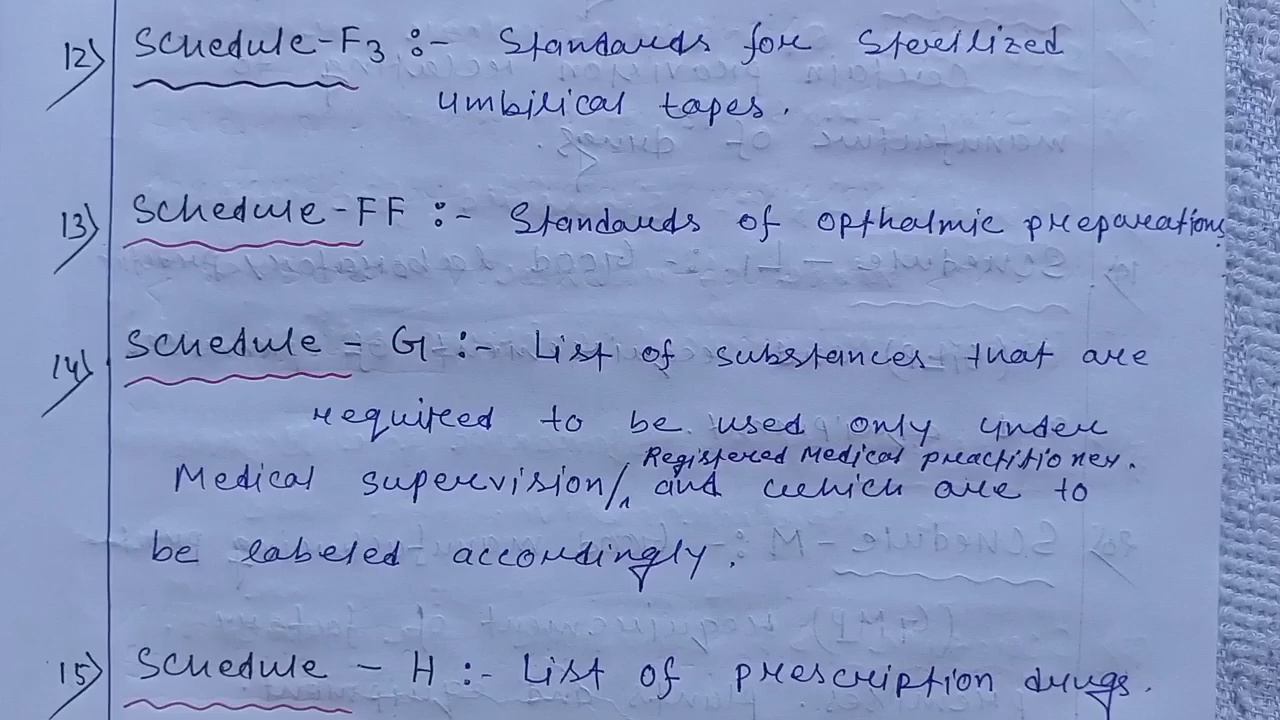 12) Schedule-F3 :- Standards for Sterilized
umbilical tapes.
13) Schedule-FF :- Standards of opthalmic preparations.
14) Schedule - G :- List of substances that are
required to be used only under
Registered Medical practitioner.
Medical supervision/ and which are to
be labeled accordingly.
15) Schedule - H :- List of prescription drugs.